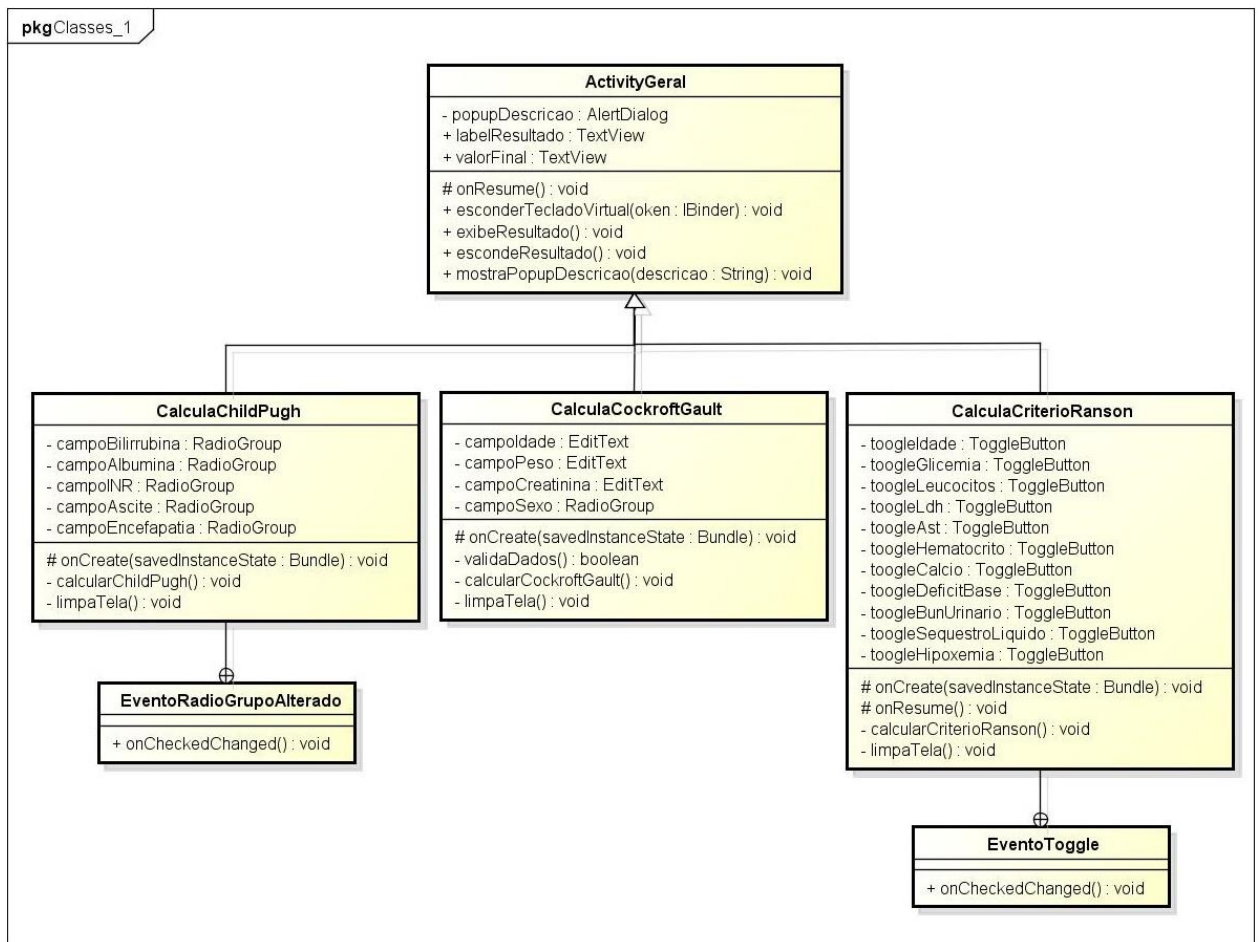 pkgClasses_1
ActivityGeral
- popupDescricao : AlertDialog
+ labelResultado : TextView
+ valorFinal : TextView
# onResume() : void
+ esconderTecladoVirtual(oken : IBinder) : void
+ exibeResultado() : void
+ escondeResultado() : void
+ mostraPopupDescricao(descricao : String) : void
CalculaChildPugh
- campoBilirrubina : RadioGroup
- campoAlbumina : RadioGroup
- campoINR : RadioGroup
- campoAscite : RadioGroup
- campoEncefapatia : RadioGroup
# onCreate(savedInstanceState : Bundle) : void
- calcularChildPugh() : void
- limpaTela() : void
CalculaCockroftGault
- campoIdade : EditText
- campoPeso : EditText
- campoCreatinina : EditText
- campoSexo : RadioGroup
# onCreate(savedInstanceState : Bundle) : void
- validaDados() : boolean
- calcularCockroftGault() : void
- limpaTela() : void
CalculaCriterioRanson
- toogleIdade : ToggleButton
- toogleGlicemia : ToggleButton
- toogleLeucocitos : ToggleButton
- toogleLdh : ToggleButton
- toogleAst : ToggleButton
- toogleHematocrito : ToggleButton
- toogleCalcio : ToggleButton
- toogleDeficitBase : ToggleButton
- toogleBunUrinario : ToggleButton
- toogleSequestroLiquido : ToggleButton
- toogleHipoxemia : ToggleButton
# onCreate(savedInstanceState : Bundle) : void
# onResume() : void
- calcularCriterioRanson() : void
- limpaTela() : void
EventoRadioGrupoAlterado
+ onCheckedChanged() : void
EventoToggle
+ onCheckedChanged() : void